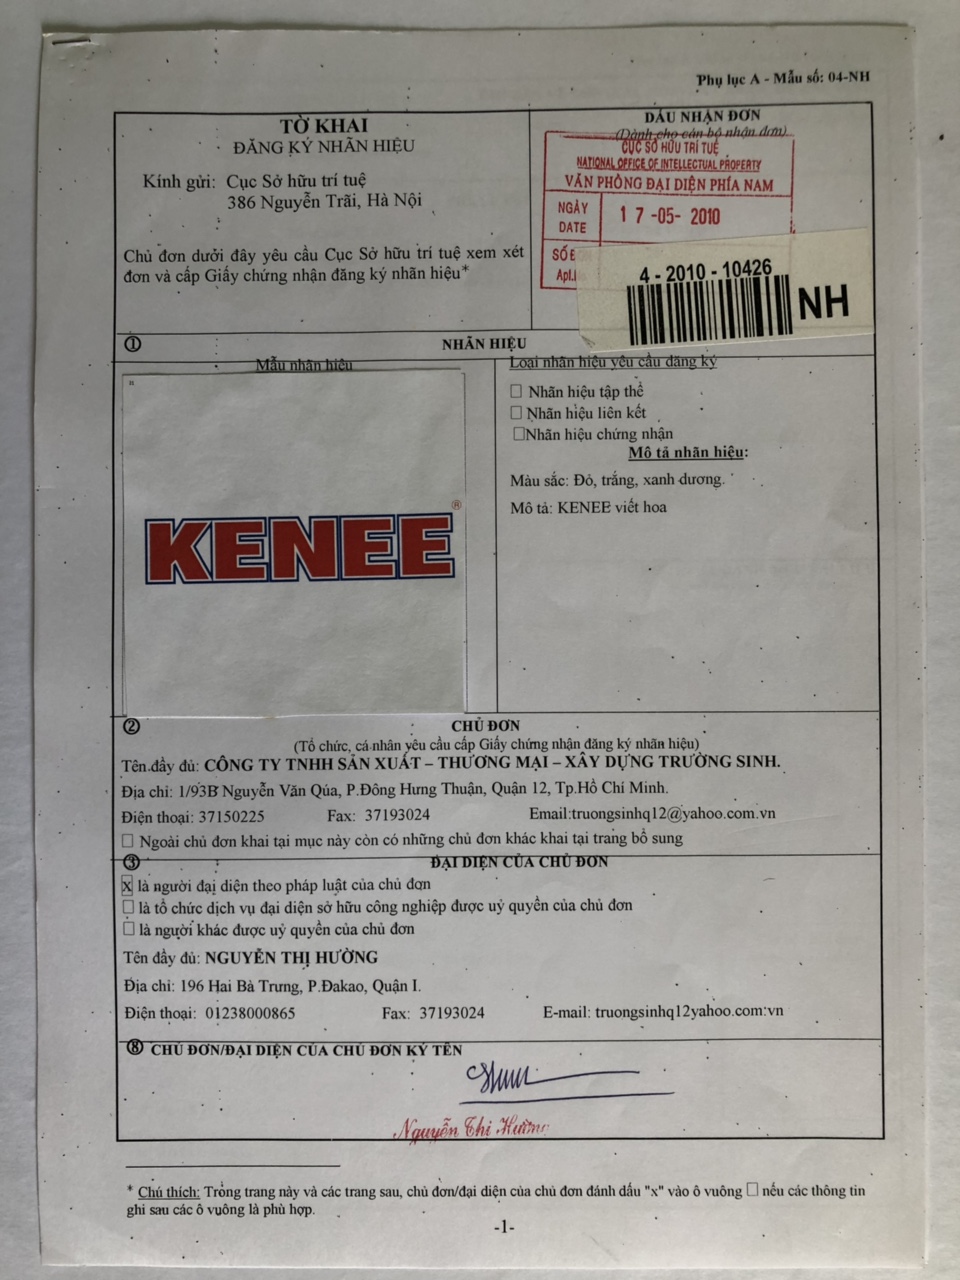 Phụ lục A - Mẫu số: 04-NH
TỜ KHAI
ĐĂNG KÝ NHÃN HIỆU
Kính gửi: Cục Sở hữu trí tuệ
386 Nguyễn Trãi, Hà Nội
Chủ đơn dưới đây yêu cầu Cục Sở hữu trí tuệ xem xét
đơn và cấp Giấy chứng nhận đăng ký nhãn hiệu*
DẤU NHẬN ĐƠN
(Dành cho cán bộ nhận đơn)
CỤC SỞ HỮU TRÍ TUỆ
NATIONAL OFFICE OF INTELLECTUAL PROPERTY
VĂN PHÒNG ĐẠI DIỆN PHÍA NAM
NGÀY
DATE
17 -05- 2010
SỐ
Apl.
4 - 2010 - 10426
NH
① NHÃN HIỆU
Mẫu nhãn hiệu
KENEE®
Loại nhãn hiệu yêu cầu đăng ký
☐ Nhãn hiệu tập thể
☐ Nhãn hiệu liên kết
☐Nhãn hiệu chứng nhận
Mô tả nhãn hiệu:
Màu sắc: Đỏ, trắng, xanh dương.
Mô tả: KENEE viết hoa
② CHỦ ĐƠN
(Tổ chức, cá nhân yêu cầu cấp Giấy chứng nhận đăng ký nhãn hiệu)
Tên đầy đủ: CÔNG TY TNHH SẢN XUẤT – THƯƠNG MẠI – XÂY DỰNG TRƯỜNG SINH.
Địa chỉ: 1/93B Nguyễn Văn Qúa, P.Đông Hưng Thuận, Quận 12, Tp.Hồ Chí Minh.
Điện thoại: 37150225 Fax: 37193024 Email:truongsinhq12@yahoo.com.vn
☐ Ngoài chủ đơn khai tại mục này còn có những chủ đơn khác khai tại trang bổ sung
③ ĐẠI DIỆN CỦA CHỦ ĐƠN
x là người đại diện theo pháp luật của chủ đơn
☐ là tổ chức dịch vụ đại diện sở hữu công nghiệp được uỷ quyền của chủ đơn
☐ là người khác được uỷ quyền của chủ đơn
Tên đầy đủ: NGUYỄN THỊ HƯỜNG
Địa chỉ: 196 Hai Bà Trưng, P.Đakao, Quận I.
Điện thoại: 01238000865 Fax: 37193024 E-mail: truongsinhq12yahoo.com.vn
⑧ CHỦ ĐƠN/ĐẠI DIỆN CỦA CHỦ ĐƠN KÝ TÊN
Nguyễn Thị Hường
* Chú thích: Trong trang này và các trang sau, chủ đơn/đại diện của chủ đơn đánh dấu "x" vào ô vuông ☐ nếu các thông tin
ghi sau các ô vuông là phù hợp.
-1-